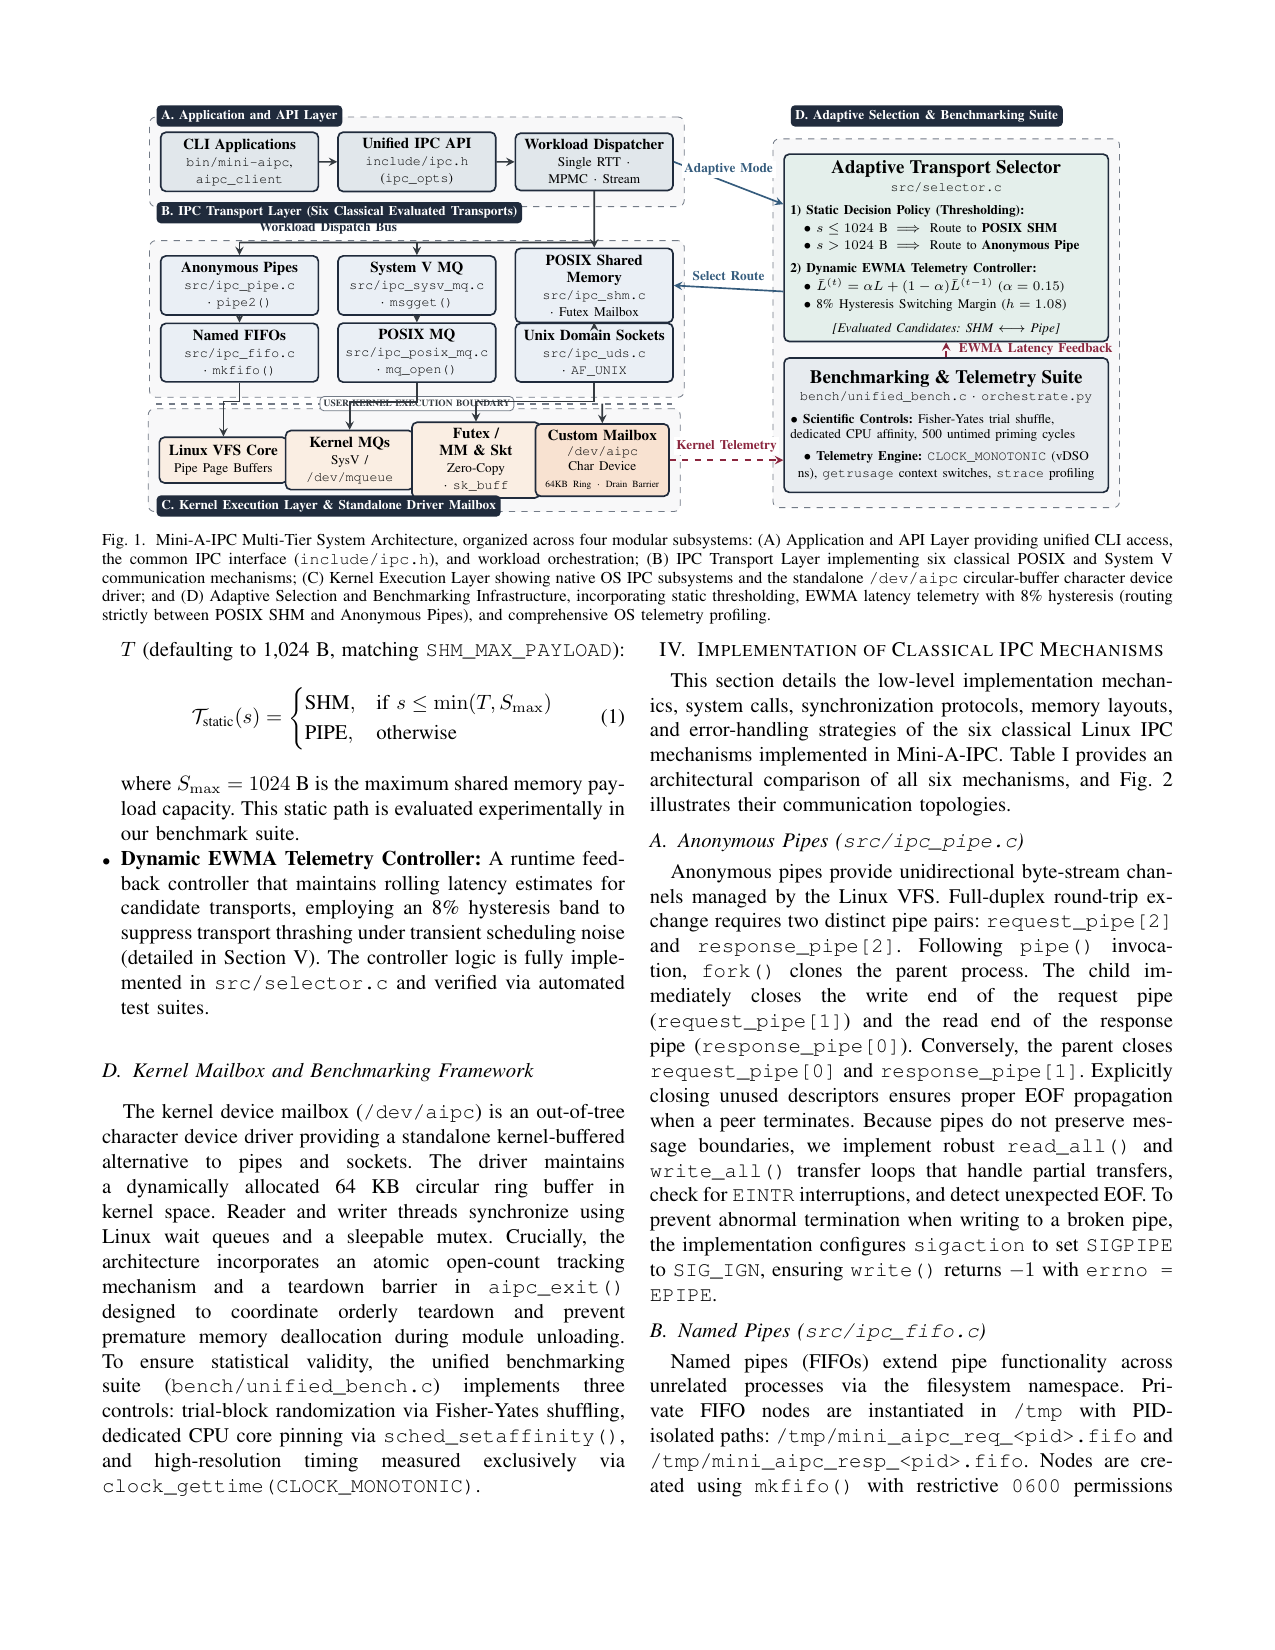 A. Application and API Layer
CLI Applications
bin/mini-aipc,
aipc_client
Unified IPC API
include/ipc.h
(ipc_opts)
Workload Dispatcher
Single RTT ·
MPMC · Stream
Adaptive Mode
B. IPC Transport Layer (Six Classical Evaluated Transports)
Workload Dispatch Bus
Anonymous Pipes
src/ipc_pipe.c
· pipe2()
System V MQ
src/ipc_sysv_mq.c
· msgget()
POSIX Shared
Memory
src/ipc_shm.c
· Futex Mailbox
Named FIFOs
src/ipc_fifo.c
· mkfifo()
POSIX MQ
src/ipc_posix_mq.c
· mq_open()
Unix Domain Sockets
src/ipc_uds.c
· AF_UNIX
Select Route
USER-KERNEL EXECUTION BOUNDARY
Linux VFS Core
Pipe Page Buffers
Kernel MQs
SysV /
/dev/mqueue
Futex /
MM & Skt
Zero-Copy
· sk_buff
Custom Mailbox
/dev/aipc
Char Device
64KB Ring · Drain Barrier
Kernel Telemetry
C. Kernel Execution Layer & Standalone Driver Mailbox
D. Adaptive Selection & Benchmarking Suite
Adaptive Transport Selector
src/selector.c
1) Static Decision Policy (Thresholding):
• s ≤ 1024 B ⟹ Route to POSIX SHM
• s > 1024 B ⟹ Route to Anonymous Pipe
2) Dynamic EWMA Telemetry Controller:
• L̄^(t) = αL + (1 − α)L̄^(t−1) (α = 0.15)
• 8% Hysteresis Switching Margin (h = 1.08)
[Evaluated Candidates: SHM ⟷ Pipe]
EWMA Latency Feedback
Benchmarking & Telemetry Suite
bench/unified_bench.c · orchestrate.py
• Scientific Controls: Fisher-Yates trial shuffle,
dedicated CPU affinity, 500 untimed priming cycles
• Telemetry Engine: CLOCK_MONOTONIC (vDSO
ns), getrusage context switches, strace profiling
Fig. 1. Mini-A-IPC Multi-Tier System Architecture, organized across four modular subsystems: (A) Application and API Layer providing unified CLI access,
the common IPC interface (include/ipc.h), and workload orchestration; (B) IPC Transport Layer implementing six classical POSIX and System V
communication mechanisms; (C) Kernel Execution Layer showing native OS IPC subsystems and the standalone /dev/aipc circular-buffer character device
driver; and (D) Adaptive Selection and Benchmarking Infrastructure, incorporating static thresholding, EWMA latency telemetry with 8% hysteresis (routing
strictly between POSIX SHM and Anonymous Pipes), and comprehensive OS telemetry profiling.
T (defaulting to 1,024 B, matching SHM_MAX_PAYLOAD):
𝒯static(s) = { SHM, if s ≤ min(T, Smax)
PIPE, otherwise (1)
where Smax = 1024 B is the maximum shared memory pay-
load capacity. This static path is evaluated experimentally in
our benchmark suite.
• Dynamic EWMA Telemetry Controller: A runtime feed-
back controller that maintains rolling latency estimates for
candidate transports, employing an 8% hysteresis band to
suppress transport thrashing under transient scheduling noise
(detailed in Section V). The controller logic is fully imple-
mented in src/selector.c and verified via automated
test suites.
D. Kernel Mailbox and Benchmarking Framework
The kernel device mailbox (/dev/aipc) is an out-of-tree
character device driver providing a standalone kernel-buffered
alternative to pipes and sockets. The driver maintains
a dynamically allocated 64 KB circular ring buffer in
kernel space. Reader and writer threads synchronize using
Linux wait queues and a sleepable mutex. Crucially, the
architecture incorporates an atomic open-count tracking
mechanism and a teardown barrier in aipc_exit()
designed to coordinate orderly teardown and prevent
premature memory deallocation during module unloading.
To ensure statistical validity, the unified benchmarking
suite (bench/unified_bench.c) implements three
controls: trial-block randomization via Fisher-Yates shuffling,
dedicated CPU core pinning via sched_setaffinity(),
and high-resolution timing measured exclusively via
clock_gettime(CLOCK_MONOTONIC).
IV. IMPLEMENTATION OF CLASSICAL IPC MECHANISMS
This section details the low-level implementation mechan-
ics, system calls, synchronization protocols, memory layouts,
and error-handling strategies of the six classical Linux IPC
mechanisms implemented in Mini-A-IPC. Table I provides an
architectural comparison of all six mechanisms, and Fig. 2
illustrates their communication topologies.
A. Anonymous Pipes (src/ipc_pipe.c)
Anonymous pipes provide unidirectional byte-stream chan-
nels managed by the Linux VFS. Full-duplex round-trip ex-
change requires two distinct pipe pairs: request_pipe[2]
and response_pipe[2]. Following pipe() invoca-
tion, fork() clones the parent process. The child im-
mediately closes the write end of the request pipe
(request_pipe[1]) and the read end of the response
pipe (response_pipe[0]). Conversely, the parent closes
request_pipe[0] and response_pipe[1]. Explicitly
closing unused descriptors ensures proper EOF propagation
when a peer terminates. Because pipes do not preserve mes-
sage boundaries, we implement robust read_all() and
write_all() transfer loops that handle partial transfers,
check for EINTR interruptions, and detect unexpected EOF. To
prevent abnormal termination when writing to a broken pipe,
the implementation configures sigaction to set SIGPIPE
to SIG_IGN, ensuring write() returns −1 with errno =
EPIPE.
B. Named Pipes (src/ipc_fifo.c)
Named pipes (FIFOs) extend pipe functionality across
unrelated processes via the filesystem namespace. Pri-
vate FIFO nodes are instantiated in /tmp with PID-
isolated paths: /tmp/mini_aipc_req_<pid>.fifo and
/tmp/mini_aipc_resp_<pid>.fifo. Nodes are cre-
ated using mkfifo() with restrictive 0600 permissions